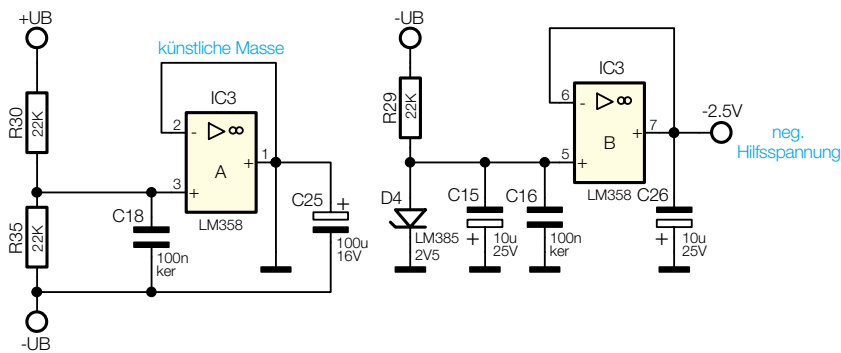 +UB
künstliche Masse
R30
22K
IC3
2
-
▷∞
A
1
+
3
+
LM358
C18
100n
ker
R35
22K
C25
+
100u
16V
-UB
-UB
R29
22K
IC3
6
-
▷∞
B
7
+
5
+
LM358
-2.5V
neg.
Hilfsspannung
D4
LM385
2V5
C15
+
10u
25V
C16
100n
ker
C26
+
10u
25V